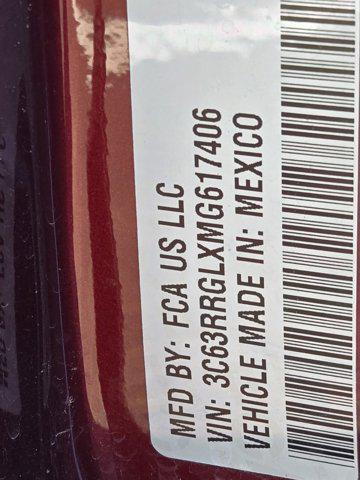 MFD BY: FCA US LLC
VIN: 3C63RRGLXMG617406
VEHICLE MADE IN: MEXICO